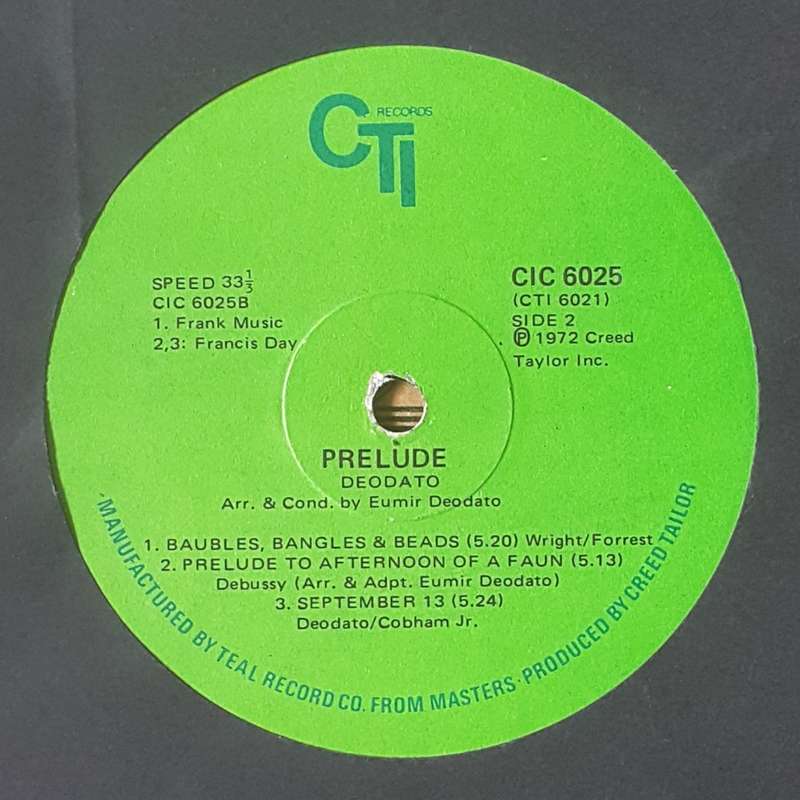 CTI RECORDS
SPEED 33⅓
CIC 6025B
1. Frank Music
2,3: Francis Day
CIC 6025
(CTI 6021)
SIDE 2
Ⓟ 1972 Creed
Taylor Inc.
PRELUDE
DEODATO
Arr. & Cond. by Eumir Deodato
1. BAUBLES, BANGLES & BEADS (5.20) Wright/Forrest
2. PRELUDE TO AFTERNOON OF A FAUN (5.13)
Debussy (Arr. & Adpt. Eumir Deodato)
3. SEPTEMBER 13 (5.24)
Deodato/Cobham Jr.
·MANUFACTURED BY TEAL RECORD CO. FROM MASTERS·PRODUCED BY CREED TAILOR